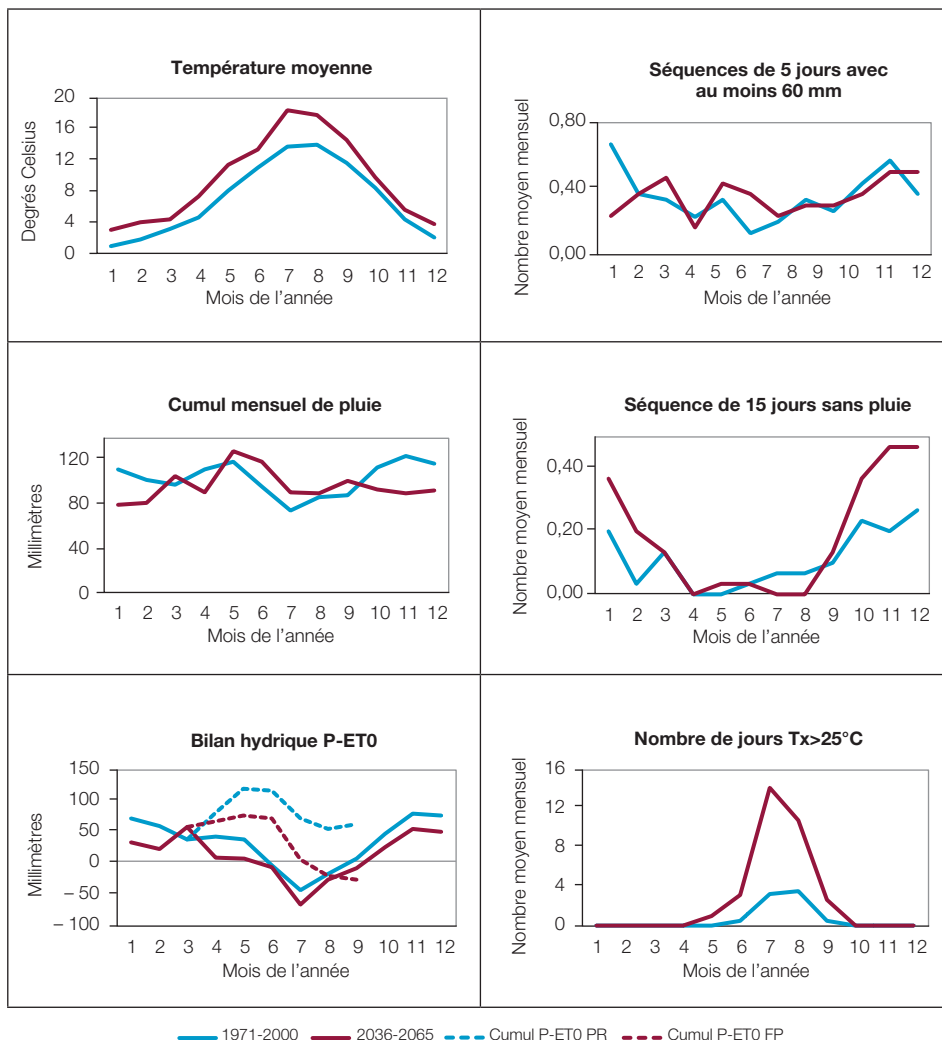 Température moyenne
Degrés Celsius
20
16
12
8
4
0
1 2 3 4 5 6 7 8 9 10 11 12
Mois de l'année
Séquences de 5 jours avec
au moins 60 mm
Nombre moyen mensuel
0,80
0,40
0,00
1 2 3 4 5 6 7 8 9 10 11 12
Mois de l'année
Cumul mensuel de pluie
Millimètres
120
80
40
0
1 2 3 4 5 6 7 8 9 10 11 12
Mois de l'année
Séquence de 15 jours sans pluie
Nombre moyen mensuel
0,40
0,20
0,00
1 2 3 4 5 6 7 8 9 10 11 12
Mois de l'année
Bilan hydrique P-ET0
Millimètres
150
100
50
0
– 50
– 100
1 2 3 4 5 6 7 8 9 10 11 12
Mois de l'année
Nombre de jours Tx>25°C
Nombre moyen mensuel
16
12
8
4
0
1 2 3 4 5 6 7 8 9 10 11 12
Mois de l'année
1971-2000 2036-2065 Cumul P-ET0 PR Cumul P-ET0 FP